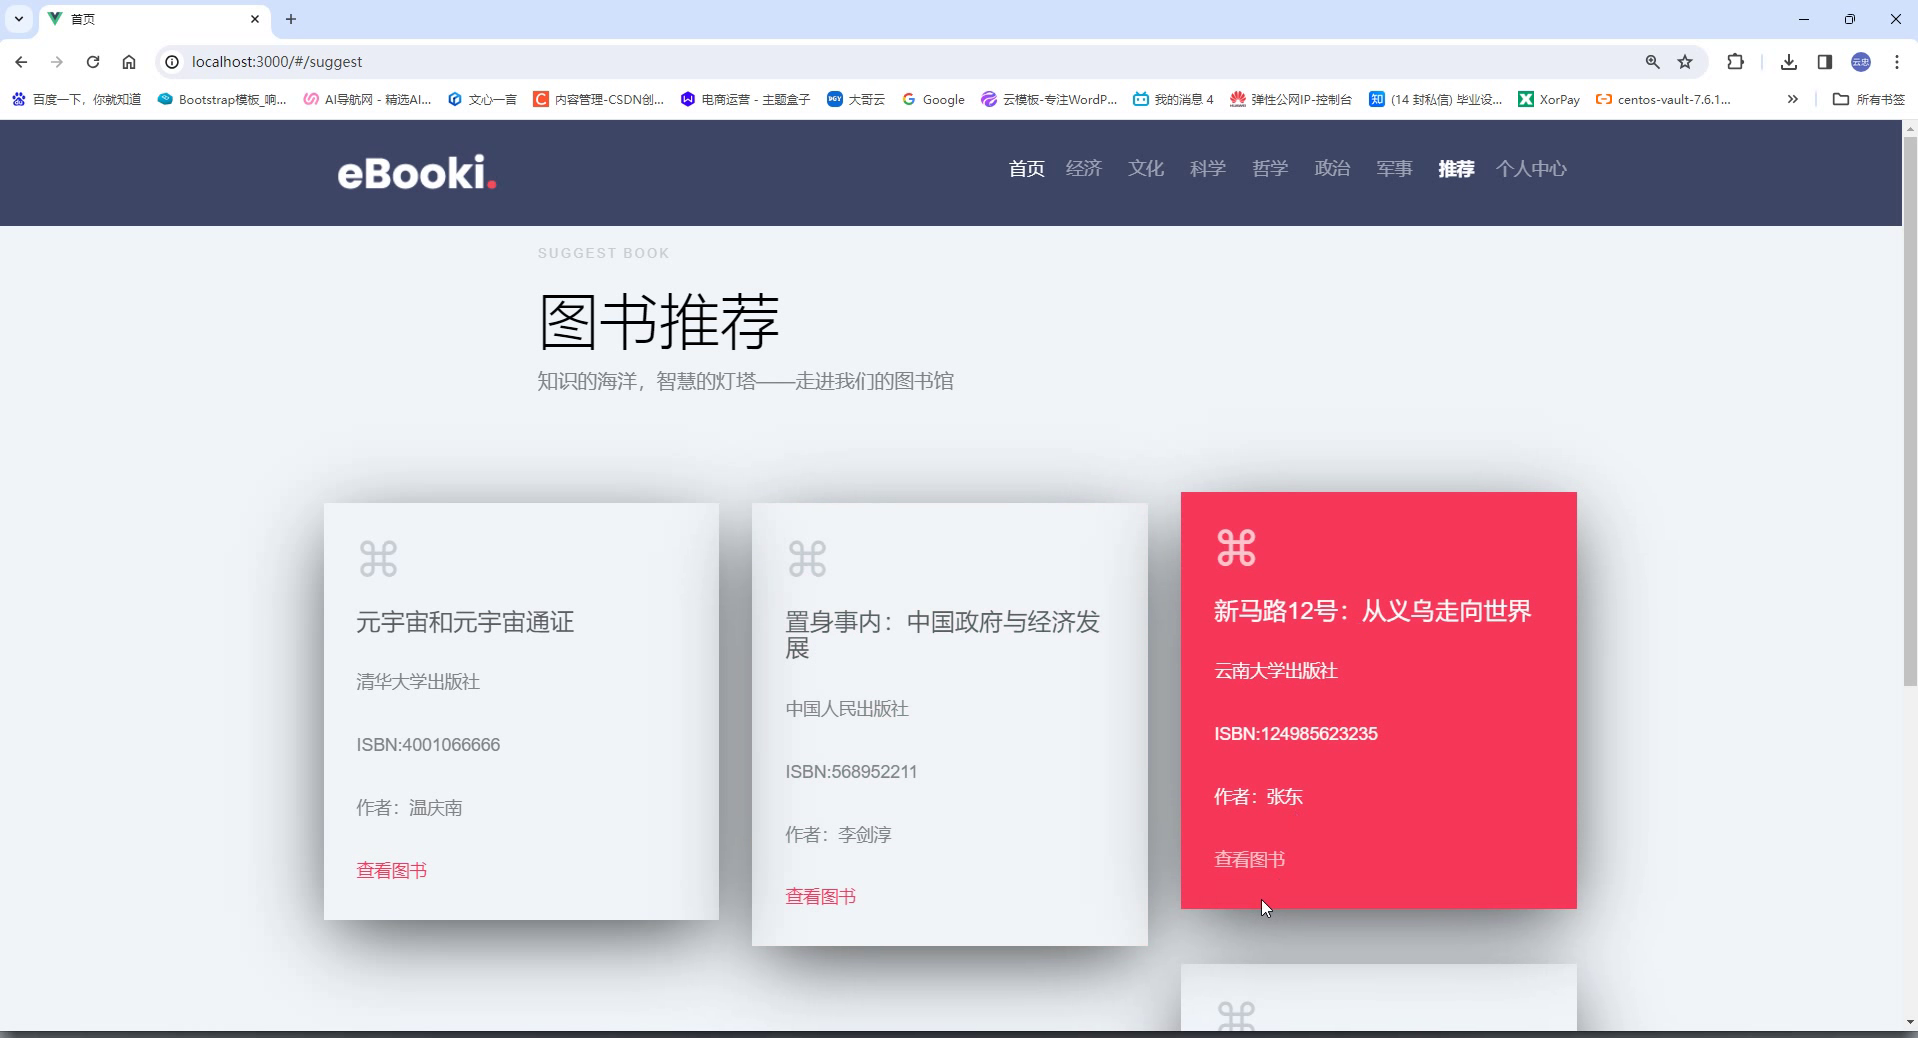 首页
localhost:3000/#/suggest
百度一下，你就知道
Bootstrap模板_响...
AI导航网 - 精选AI...
文心一言
内容管理-CSDN创...
电商运营 - 主题盒子
大哥云
Google
云模板-专注WordP...
我的消息 4
弹性公网IP-控制台
(14 封私信) 毕业设...
XorPay
centos-vault-7.6.1...
所有书签
eBooki.
首页 经济 文化 科学 哲学 政治 军事 推荐 个人中心
SUGGEST BOOK
图书推荐
知识的海洋，智慧的灯塔——走进我们的图书馆
元宇宙和元宇宙通证
清华大学出版社
ISBN:4001066666
作者：温庆南
查看图书
置身事内：中国政府与经济发
展
中国人民出版社
ISBN:568952211
作者：李剑淳
查看图书
新马路12号：从义乌走向世界
云南大学出版社
ISBN:124985623235
作者：张东
查看图书